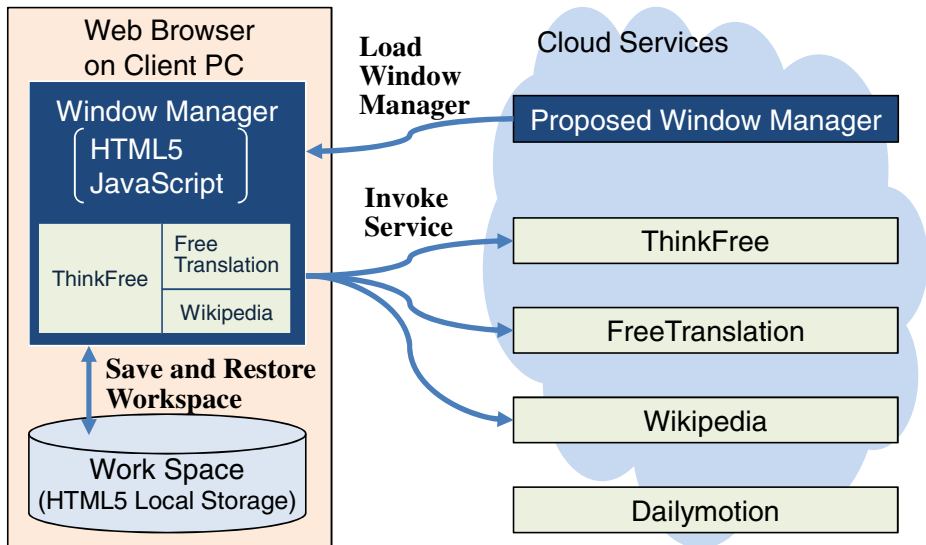 Web Browser
on Client PC
Window Manager
HTML5
JavaScript
ThinkFree
Free
Translation
Wikipedia
Save and Restore
Workspace
Work Space
(HTML5 Local Storage)
Load
Window
Manager
Invoke
Service
Cloud Services
Proposed Window Manager
ThinkFree
FreeTranslation
Wikipedia
Dailymotion